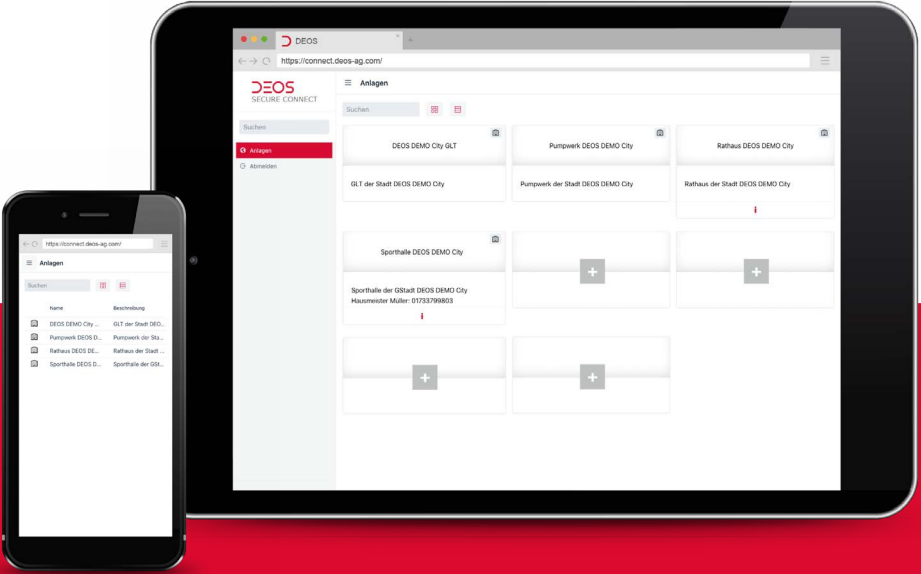 DEOS
https://connect.deos-ag.com/
DEOS
SECURE CONNECT
Suchen
Anlagen
Abmelden
Anlagen
Suchen
DEOS DEMO City GLT
GLT der Stadt DEOS DEMO City
Pumpwerk DEOS DEMO City
Pumpwerk der Stadt DEOS DEMO City
Rathaus DEOS DEMO City
Rathaus der Stadt DEOS DEMO City
i
Sporthalle DEOS DEMO City
Sporthalle der GStadt DEOS DEMO City
Hausmeister Müller: 01733799803
i
https://connect.deos-ag.com/
Anlagen
Suchen
Name Beschreibung
DEOS DEMO City ... GLT der Stadt DEO...
Pumpwerk DEOS D... Pumpwerk der Sta...
Rathaus DEOS DE... Rathaus der Stadt ...
Sporthalle DEOS D... Sporthalle der GSt...